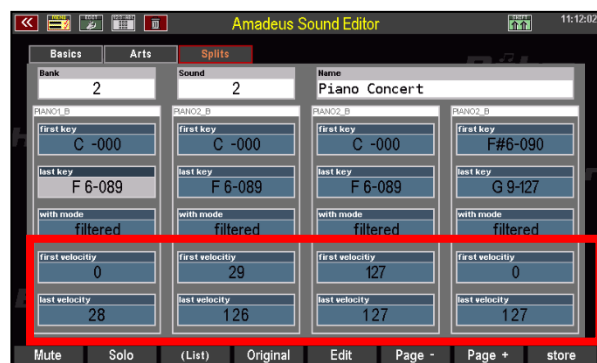 MENU EDIT Amadeus Sound Editor 11:12:02
Basics Arts Splits
Bank Sound Name
2 2 Piano Concert
PIANO1_B PIANO2_B PIANO2_B PIANO2_B
first key first key first key first key
C -000 C -000 C -000 F#6-090
last key last key last key last key
F 6-089 F 6-089 F 6-089 G 9-127
with mode with mode with mode with mode
filtered filtered filtered filtered
first velocitiy first velocitiy first velocitiy first velocitiy
0 29 127 0
last velocity last velocity last velocity last velocity
28 126 127 127
Mute Solo (List) Original Edit Page - Page + store